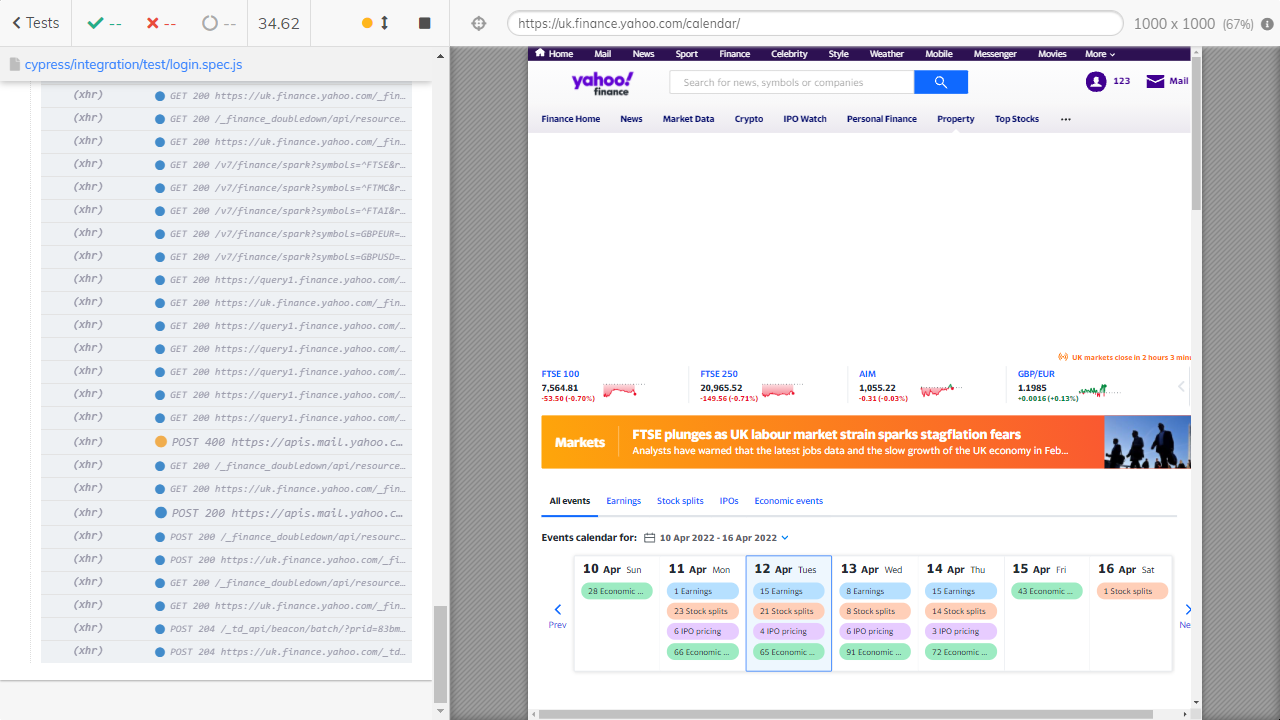 Tests
--
--
--
34.62
https://uk.finance.yahoo.com/calendar/
1000 x 1000 (67%)
cypress/integration/test/login.spec.js
(xhr) GET 200 https://uk.finance.yahoo.com/_fin…
(xhr) GET 200 /_finance_doubledown/api/resource…
(xhr) GET 200 https://uk.finance.yahoo.com/_fin…
(xhr) GET 200 /v7/finance/spark?symbols=^FTSE&r…
(xhr) GET 200 /v7/finance/spark?symbols=^FTMC&r…
(xhr) GET 200 /v7/finance/spark?symbols=^FTAI&r…
(xhr) GET 200 /v7/finance/spark?symbols=GBPEUR=…
(xhr) GET 200 /v7/finance/spark?symbols=GBPUSD=…
(xhr) GET 200 https://query1.finance.yahoo.com/…
(xhr) GET 200 https://uk.finance.yahoo.com/_fin…
(xhr) GET 200 https://query1.finance.yahoo.com/…
(xhr) GET 200 https://query1.finance.yahoo.com/…
(xhr) GET 200 https://query1.finance.yahoo.com/…
(xhr) GET 200 https://query1.finance.yahoo.com/…
(xhr) GET 200 https://query1.finance.yahoo.com/…
(xhr) POST 400 https://apis.mail.yahoo.c…
(xhr) GET 200 /_finance_doubledown/api/resource…
(xhr) GET 200 https://uk.finance.yahoo.com/_fin…
(xhr) POST 200 https://apis.mail.yahoo.c…
(xhr) POST 200 /_finance_doubledown/api/resour…
(xhr) POST 200 https://uk.finance.yahoo.com/_fi…
(xhr) GET 200 /_finance_doubledown/api/resource…
(xhr) GET 200 https://uk.finance.yahoo.com/_fin…
(xhr) POST 204 /_td_api/beacon/batch/?prid=83bm…
(xhr) POST 204 https://uk.finance.yahoo.com/_td…
Home Mail News Sport Finance Celebrity Style Weather Mobile Messenger Movies More
yahoo!
finance
Search for news, symbols or companies
123
Mail
Finance Home News Market Data Crypto IPO Watch Personal Finance Property Top Stocks ···
UK markets close in 2 hours 3 min
FTSE 100 FTSE 250 AIM GBP/EUR
7,564.81 20,965.52 1,055.22 1.1985
-53.50 (-0.70%) -149.56 (-0.71%) -0.31 (-0.03%) +0.0016 (+0.13%)
Markets
FTSE plunges as UK labour market strain sparks stagflation fears
Analysts have warned that the latest jobs data and the slow growth of the UK economy in Feb...
All events Earnings Stock splits IPOs Economic events
Events calendar for: 10 Apr 2022 - 16 Apr 2022
10 Apr Sun 11 Apr Mon 12 Apr Tues 13 Apr Wed 14 Apr Thu 15 Apr Fri 16 Apr Sat
28 Economic ... 1 Earnings 15 Earnings 8 Earnings 15 Earnings 43 Economic ... 1 Stock splits
23 Stock splits 21 Stock splits 8 Stock splits 14 Stock splits
6 IPO pricing 4 IPO pricing 6 IPO pricing 3 IPO pricing
66 Economic ... 65 Economic ... 91 Economic ... 72 Economic ...
Prev
Ne